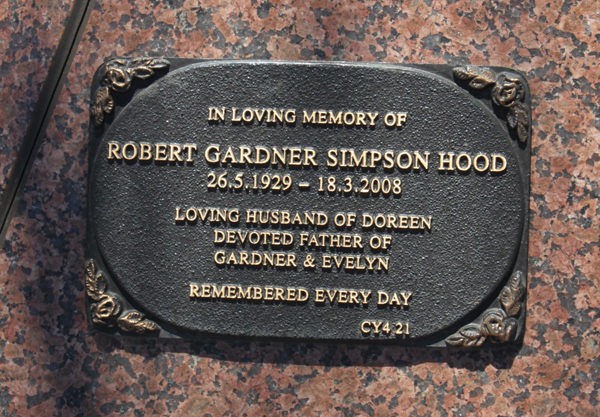 IN LOVING MEMORY OF
ROBERT GARDNER SIMPSON HOOD
26.5.1929 – 18.3.2008
LOVING HUSBAND OF DOREEN
DEVOTED FATHER OF
GARDNER & EVELYN
REMEMBERED EVERY DAY
CY4 21